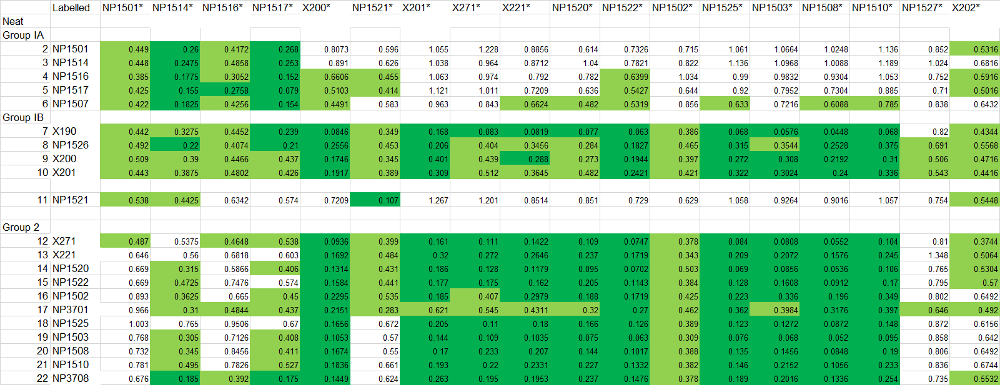 Labelled NP1501* NP1514* NP1516* NP1517* X200* NP1521* X201* X271* X221* NP1520* NP1522* NP1502* NP1525* NP1503* NP1508* NP1510* NP1527* X202*
Neat
Group IA
2 NP1501 0.449 0.26 0.4172 0.268 0.8073 0.596 1.055 1.228 0.8856 0.614 0.7326 0.715 1.061 1.0664 1.0248 1.136 0.852 0.5316
3 NP1514 0.448 0.2475 0.4858 0.253 0.891 0.626 1.038 0.964 0.8712 1.04 0.7821 0.822 1.136 1.0968 1.0088 1.189 1.024 0.6816
4 NP1516 0.385 0.1775 0.3052 0.152 0.6606 0.455 1.063 0.974 0.792 0.782 0.6399 1.034 0.99 0.9832 0.9304 1.053 0.752 0.5916
5 NP1517 0.425 0.155 0.2758 0.079 0.5103 0.414 1.121 1.011 0.7209 0.636 0.5427 0.644 0.92 0.7952 0.7304 0.885 0.71 0.5016
6 NP1507 0.422 0.1825 0.4256 0.154 0.4491 0.583 0.963 0.843 0.6624 0.482 0.5319 0.856 0.633 0.7216 0.6088 0.785 0.838 0.6432
Group IB
7 X190 0.442 0.3275 0.4452 0.239 0.0846 0.349 0.168 0.083 0.0819 0.077 0.063 0.386 0.068 0.0576 0.0448 0.068 0.82 0.4344
8 NP1526 0.492 0.22 0.4074 0.21 0.2556 0.453 0.206 0.404 0.3456 0.284 0.1827 0.465 0.315 0.3544 0.2528 0.375 0.691 0.5568
9 X200 0.509 0.39 0.4466 0.437 0.1746 0.345 0.401 0.439 0.288 0.273 0.1944 0.397 0.272 0.308 0.2192 0.31 0.506 0.4716
10 X201 0.443 0.3875 0.4802 0.426 0.1917 0.389 0.309 0.512 0.3645 0.482 0.2421 0.421 0.322 0.3024 0.24 0.336 0.543 0.4416
11 NP1521 0.538 0.4425 0.6342 0.574 0.7209 0.107 1.267 1.201 0.8514 0.851 0.729 0.629 1.058 0.9264 0.9016 1.057 0.754 0.5448
Group 2
12 X271 0.487 0.5375 0.4648 0.538 0.0936 0.399 0.161 0.111 0.1422 0.109 0.0747 0.378 0.084 0.0808 0.0552 0.104 0.81 0.3744
13 X221 0.646 0.56 0.6818 0.603 0.1692 0.484 0.32 0.272 0.2646 0.237 0.1719 0.343 0.209 0.2072 0.1576 0.245 1.348 0.5064
14 NP1520 0.669 0.315 0.5866 0.406 0.1314 0.431 0.186 0.128 0.1179 0.095 0.0702 0.503 0.069 0.0856 0.0536 0.106 0.765 0.5304
15 NP1522 0.669 0.4725 0.7476 0.574 0.1584 0.441 0.177 0.175 0.162 0.205 0.1143 0.384 0.128 0.1608 0.0912 0.17 0.795 0.57
16 NP1502 0.893 0.3625 0.665 0.45 0.2295 0.535 0.185 0.407 0.2979 0.188 0.1719 0.425 0.223 0.336 0.196 0.349 0.802 0.6492
17 NP3701 0.966 0.31 0.4844 0.437 0.2151 0.283 0.621 0.545 0.4311 0.32 0.27 0.462 0.362 0.3984 0.3176 0.397 0.646 0.492
18 NP1525 1.003 0.765 0.9506 0.67 0.1656 0.672 0.205 0.11 0.18 0.166 0.126 0.389 0.123 0.1272 0.0872 0.148 0.872 0.6156
19 NP1503 0.768 0.305 0.7126 0.408 0.1053 0.57 0.144 0.109 0.1035 0.075 0.063 0.309 0.076 0.068 0.052 0.095 0.858 0.642
20 NP1508 0.732 0.345 0.8456 0.411 0.1674 0.55 0.17 0.233 0.207 0.144 0.1017 0.388 0.135 0.1456 0.0848 0.19 0.806 0.6492
21 NP1510 0.781 0.495 0.7826 0.527 0.1836 0.661 0.193 0.22 0.2331 0.227 0.1332 0.382 0.146 0.2152 0.1056 0.233 0.836 0.6744
22 NP3708 0.676 0.185 0.392 0.175 0.1449 0.624 0.263 0.195 0.1953 0.237 0.1476 0.378 0.189 0.2016 0.1336 0.254 0.735 0.5532